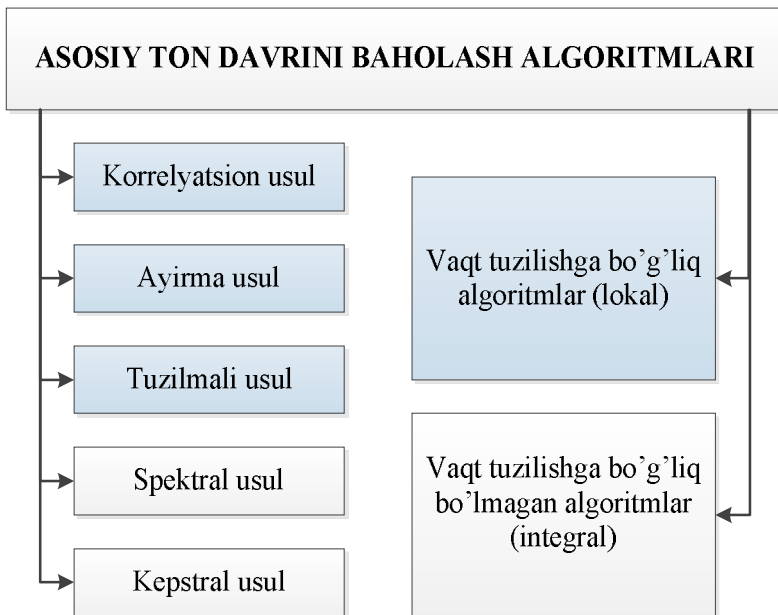 ASOSIY TON DAVRINI BAHOLASH ALGORITMLARI
Korrelyatsion usul
Ayirma usul
Tuzilmali usul
Spektral usul
Kepstral usul
Vaqt tuzilishga bo’g’liq
algoritmlar (lokal)
Vaqt tuzilishga bo’g’liq
bo’lmagan algoritmlar
(integral)